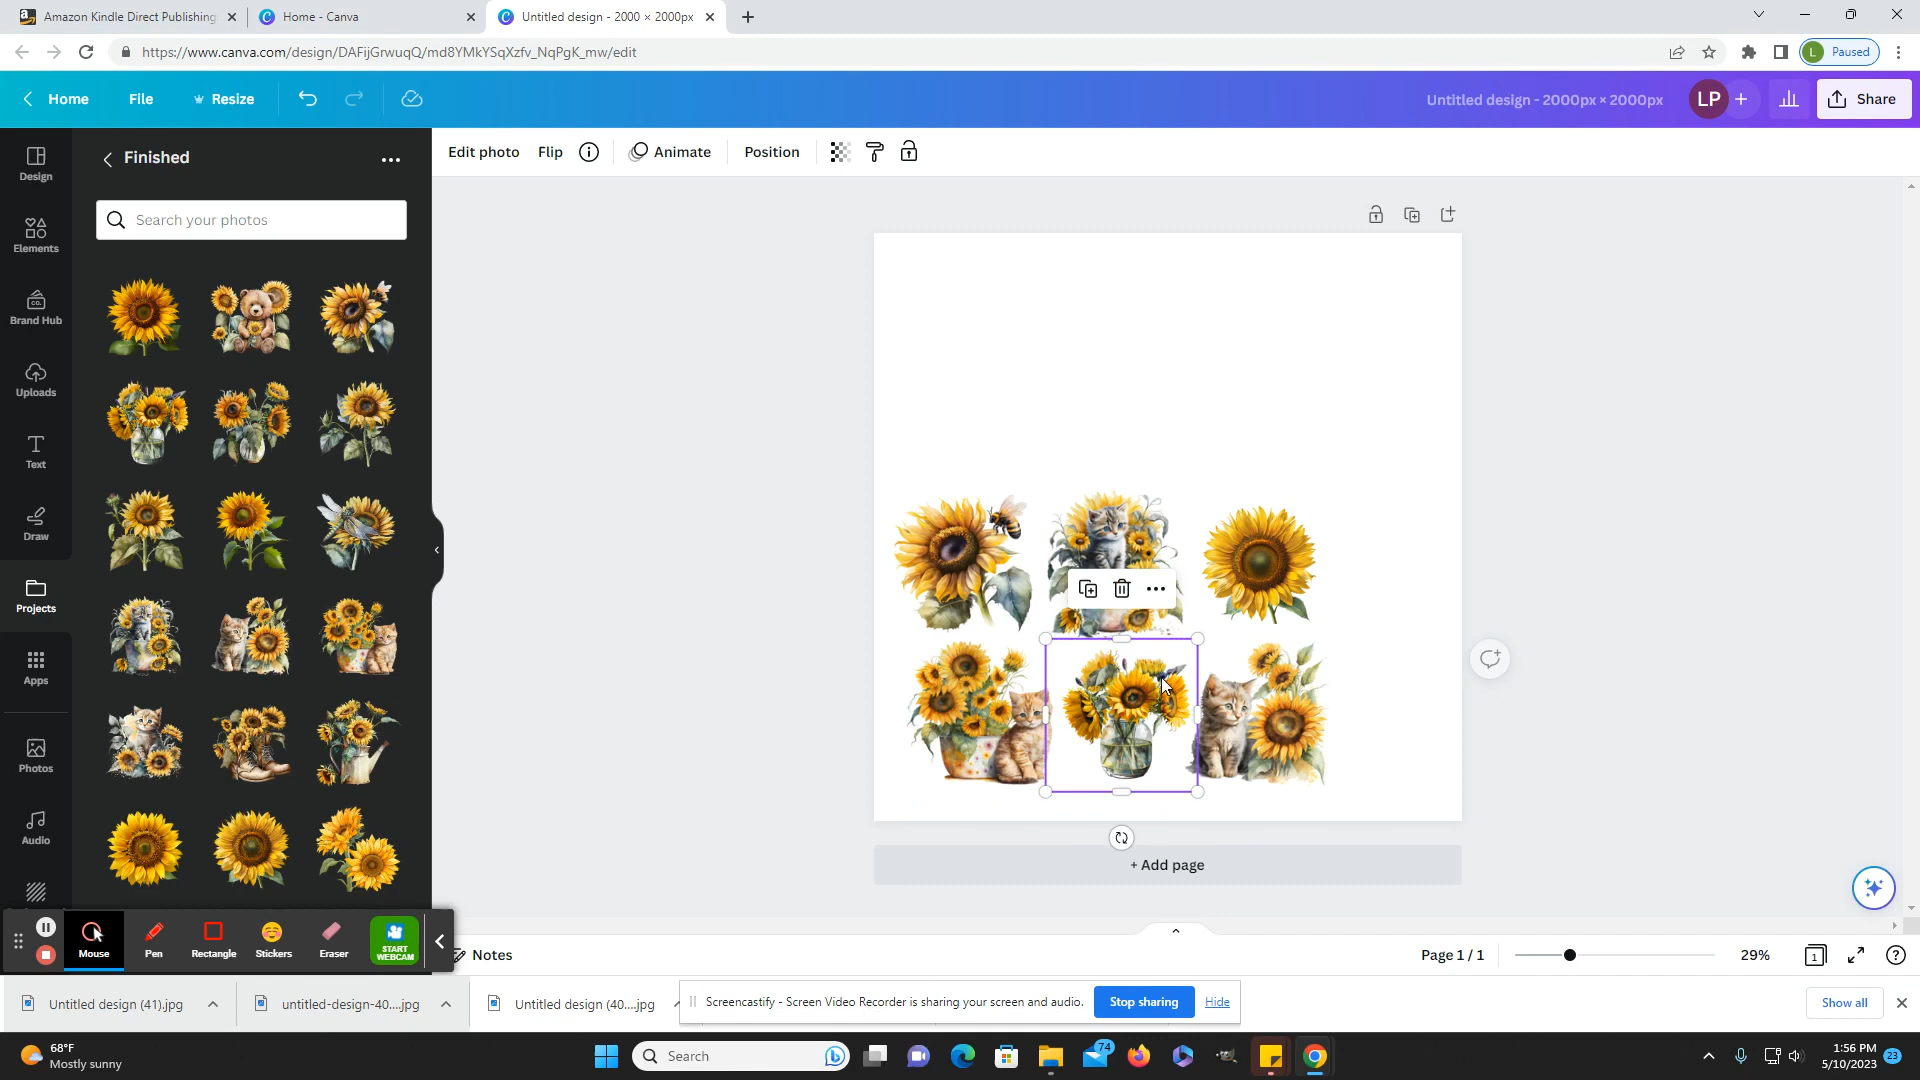 Amazon Kindle Direct Publishing
Home - Canva
Untitled design - 2000 × 2000px
https://www.canva.com/design/DAFijGrwuqQ/md8YMkYSqXzfv_NqPgK_mw/edit
L Paused
Home
File
Resize
Untitled design - 2000px × 2000px
LP
Share
Design
Elements
CO.
Brand Hub
Uploads
Text
Draw
Projects
Apps
Photos
Audio
Finished
Search your photos
Edit photo
Flip
Animate
Position
+ Add page
Mouse
Pen
Rectangle
Stickers
Eraser
START
WEBCAM
Notes
Page 1 / 1
29%
1
Untitled design (41).jpg
untitled-design-40....jpg
Untitled design (40....jpg
Screencastify - Screen Video Recorder is sharing your screen and audio.
Stop sharing
Hide
Show all
68°F
Mostly sunny
Search
74
1:56 PM
5/10/2023
23